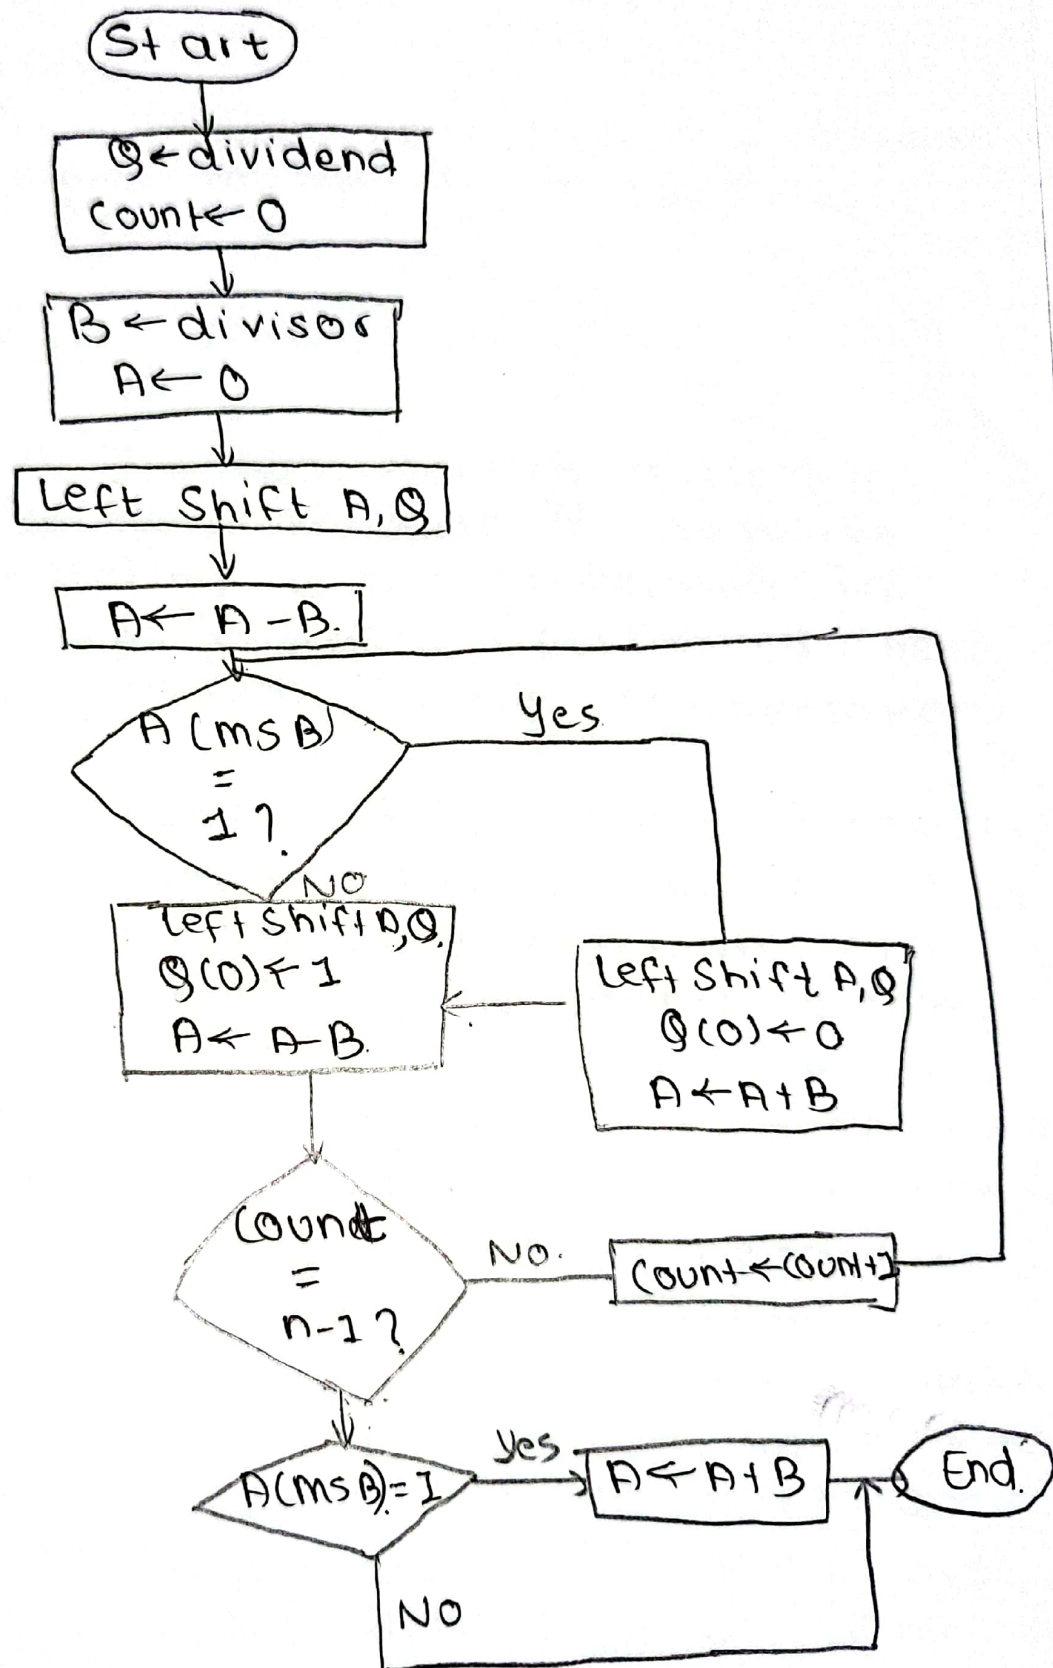 Start
Q ← dividend
Count ← 0
B ← divisor
A ← 0
Left Shift A, Q
A ← A - B.
A (MSB)
=
1 ?
Yes
NO
Left Shift A, Q.
Q(0) ← 1
A ← A - B.
Left Shift A, Q
Q(0) ← 0
A ← A + B
Count
=
n-1 ?
NO.
Count ← Count + 1
A(MSB) = 1
Yes
A ← A + B
End.
NO